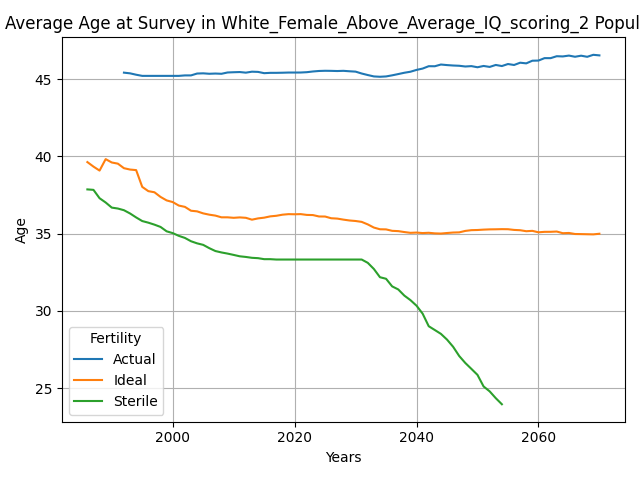 Average Age at Survey in White_Female_Above_Average_IQ_scoring_2 Popul
45
40
35
30
25
Age
Fertility
Actual
Ideal
Sterile
2000 2020 2040 2060
Years